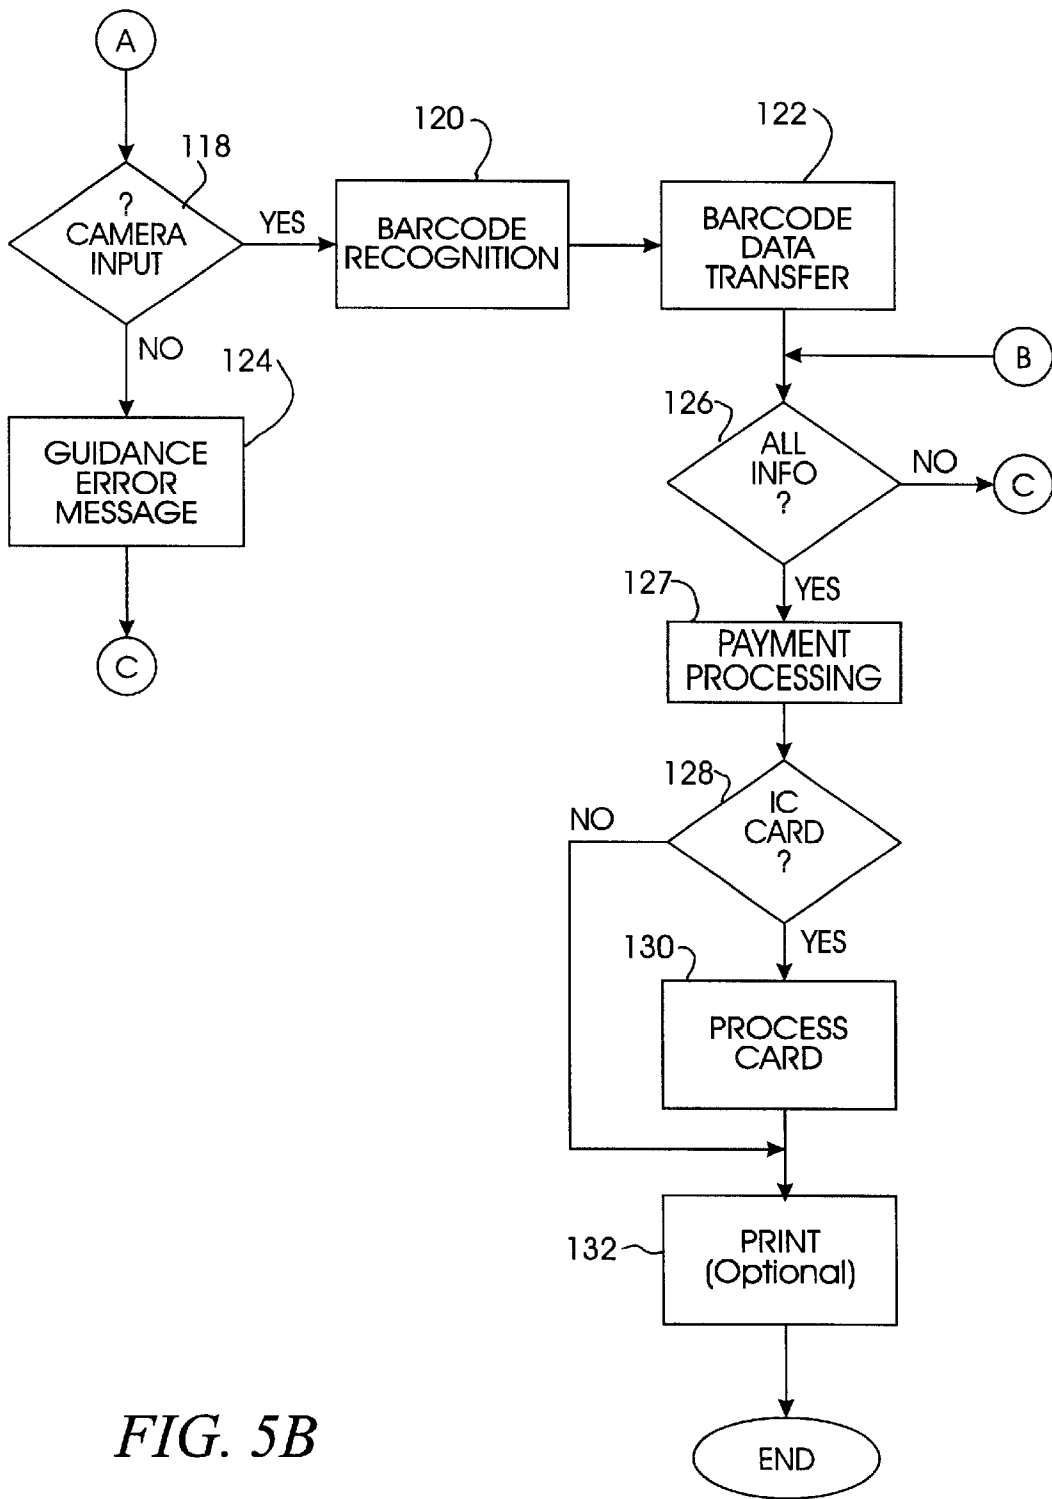 A
118
?
CAMERA
INPUT
YES
120
BARCODE
RECOGNITION
122
BARCODE
DATA
TRANSFER
NO
124
GUIDANCE
ERROR
MESSAGE
C
B
126
ALL
INFO
?
NO
C
YES
127
PAYMENT
PROCESSING
128
IC
CARD
?
NO
YES
130
PROCESS
CARD
132
PRINT
(Optional)
END
FIG. 5B